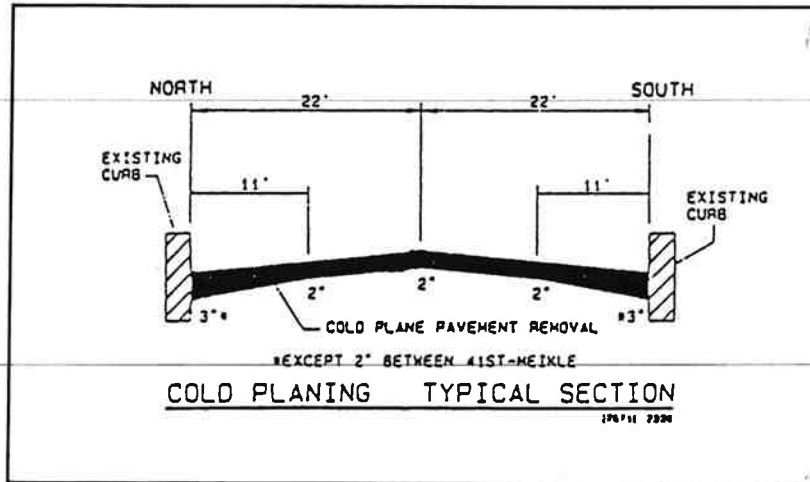 NORTH
SOUTH
22'
22'
EXISTING
CURB
11'
11'
EXISTING
CURB
2"
2"
2"
3"*
*3"
COLD PLANE PAVEMENT REMOVAL
*EXCEPT 2" BETWEEN 41ST-MEIKLE
COLD PLANING TYPICAL SECTION